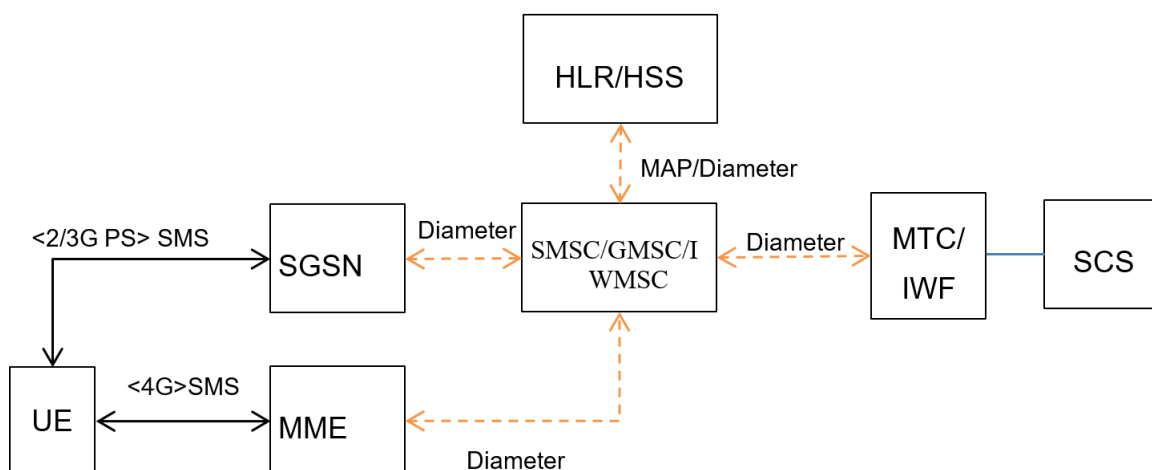 HLR/HSS
MAP/Diameter
<2/3G PS> SMS
Diameter
Diameter
SGSN
SMSC/GMSC/I
WMSC
MTC/
IWF
SCS
<4G>SMS
UE
MME
Diameter